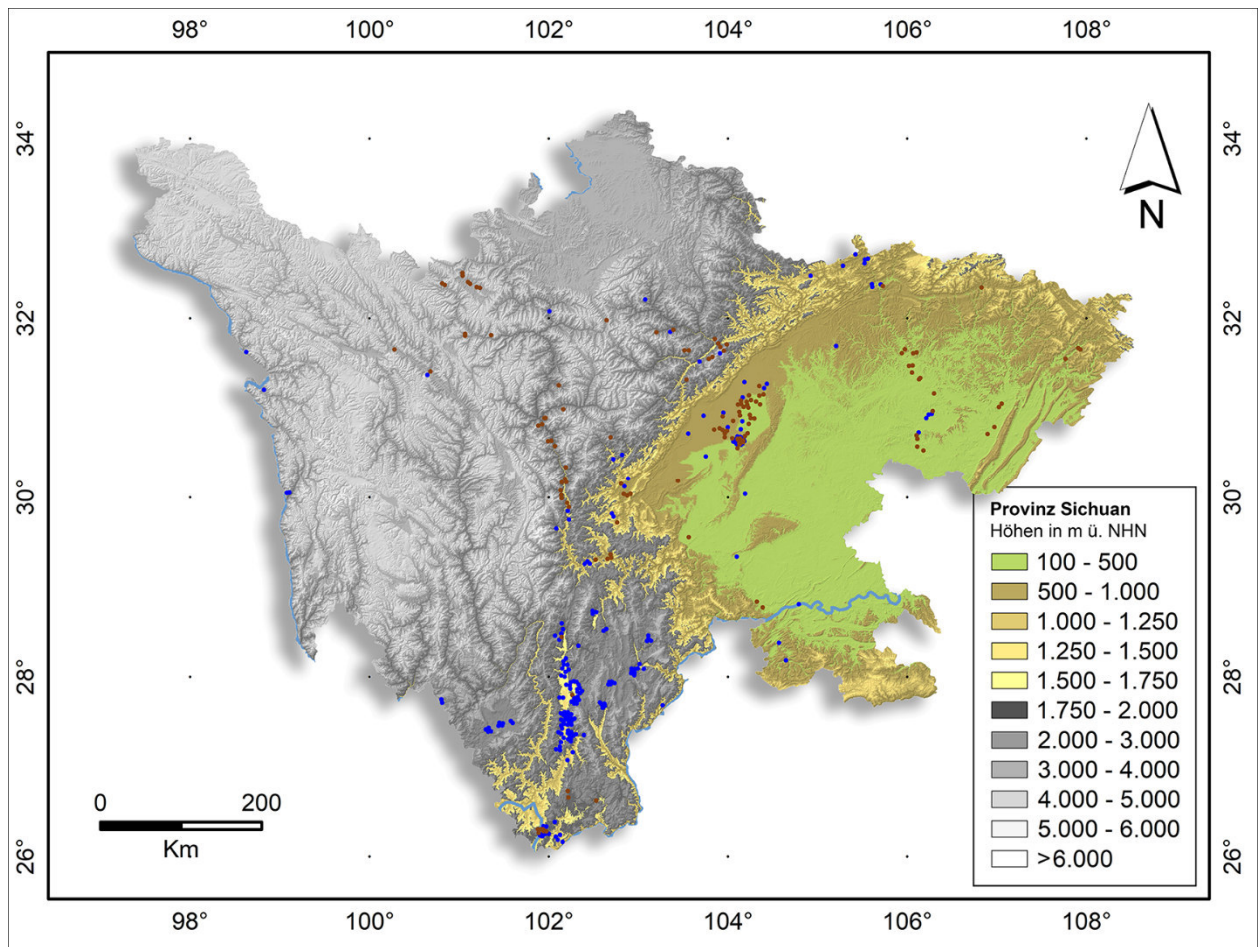 98° 100° 102° 104° 106° 108°
34° 34°
N
32° 32°
30° 30°
Provinz Sichuan
Höhen in m ü. NHN
100 - 500
500 - 1.000
1.000 - 1.250
1.250 - 1.500
1.500 - 1.750
1.750 - 2.000
2.000 - 3.000
3.000 - 4.000
4.000 - 5.000
5.000 - 6.000
>6.000
28° 28°
0 200
Km
26° 26°
98° 100° 102° 104° 106° 108°